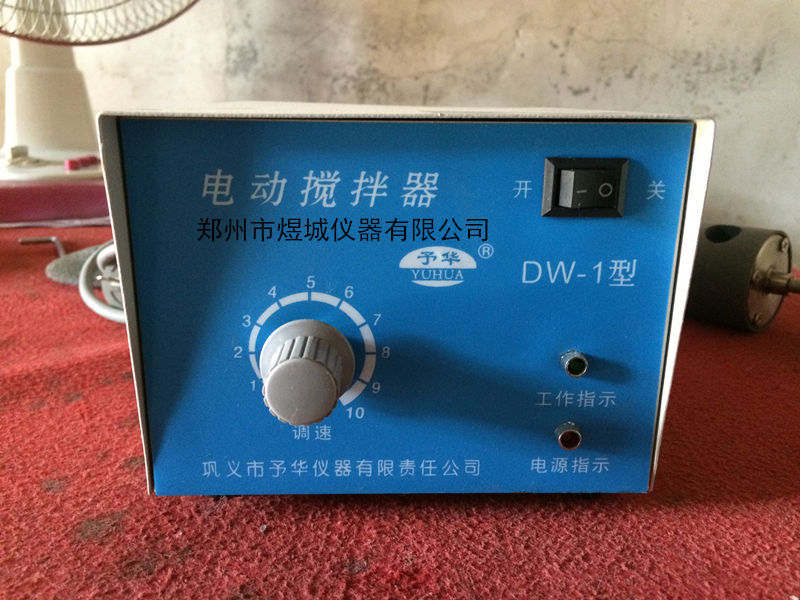 电动搅拌器
开 - ○ 关
郑州市煜城仪器有限公司
予华®
YUHUA
DW-1型
1 2 3 4 5 6 7 8 9 10
调速
工作指示
电源指示
巩义市予华仪器有限责任公司